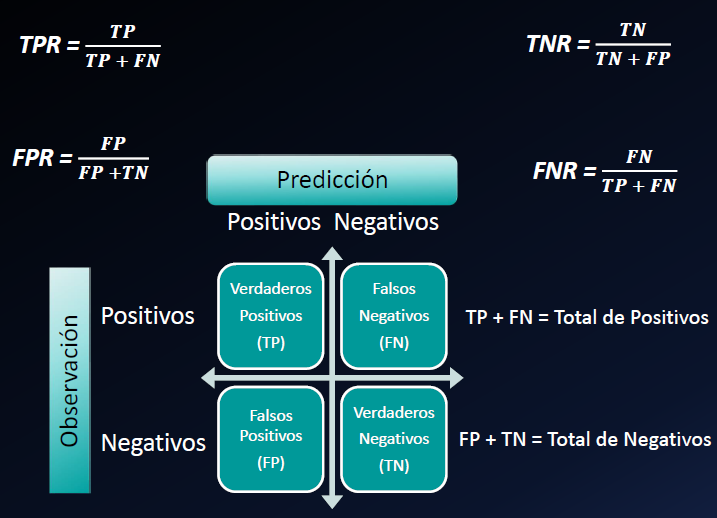 TPR = TP / TP + FN
TNR = TN / TN + FP
FPR = FP / FP +TN
FNR = FN / TP + FN
Predicción
Positivos Negativos
Observación
Positivos
Verdaderos
Positivos
(TP)
Falsos
Negativos
(FN)
TP + FN = Total de Positivos
Negativos
Falsos
Positivos
(FP)
Verdaderos
Negativos
(TN)
FP + TN = Total de Negativos